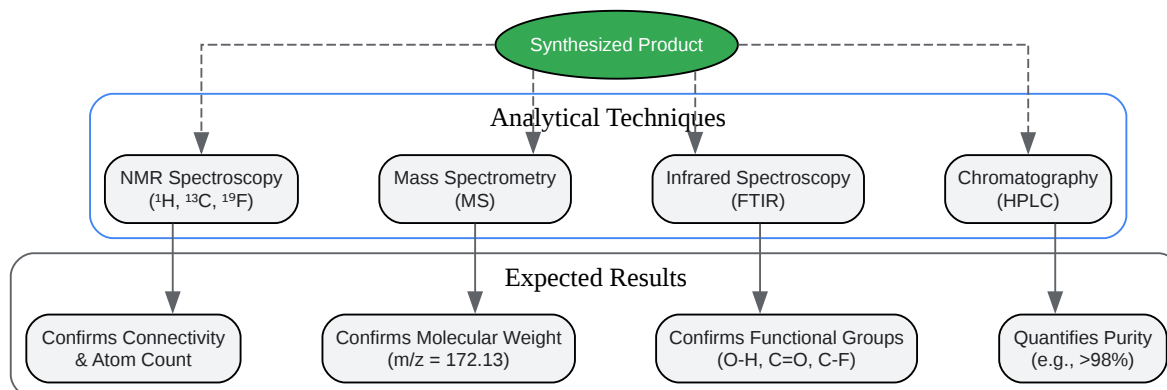 Synthesized Product
Analytical Techniques
NMR Spectroscopy
(¹H, ¹³C, ¹⁹F)
Mass Spectrometry
(MS)
Infrared Spectroscopy
(FTIR)
Chromatography
(HPLC)
Expected Results
Confirms Connectivity
& Atom Count
Confirms Molecular Weight
(m/z = 172.13)
Confirms Functional Groups
(O-H, C=O, C-F)
Quantifies Purity
(e.g., >98%)